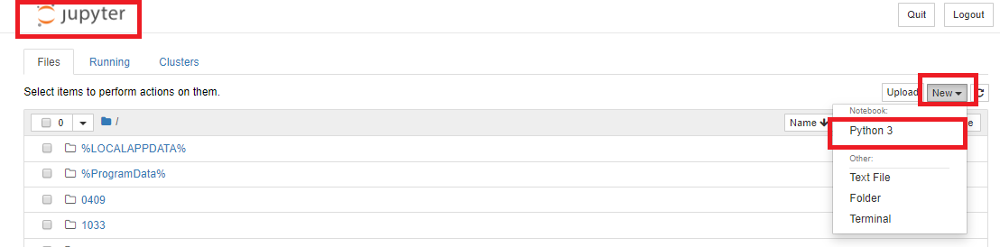 jupyter
Quit Logout
Files Running Clusters
Select items to perform actions on them.
Upload New
0 / Name
Notebook:
Python 3
Other:
Text File
Folder
Terminal
%LOCALAPPDATA%
%ProgramData%
0409
1033